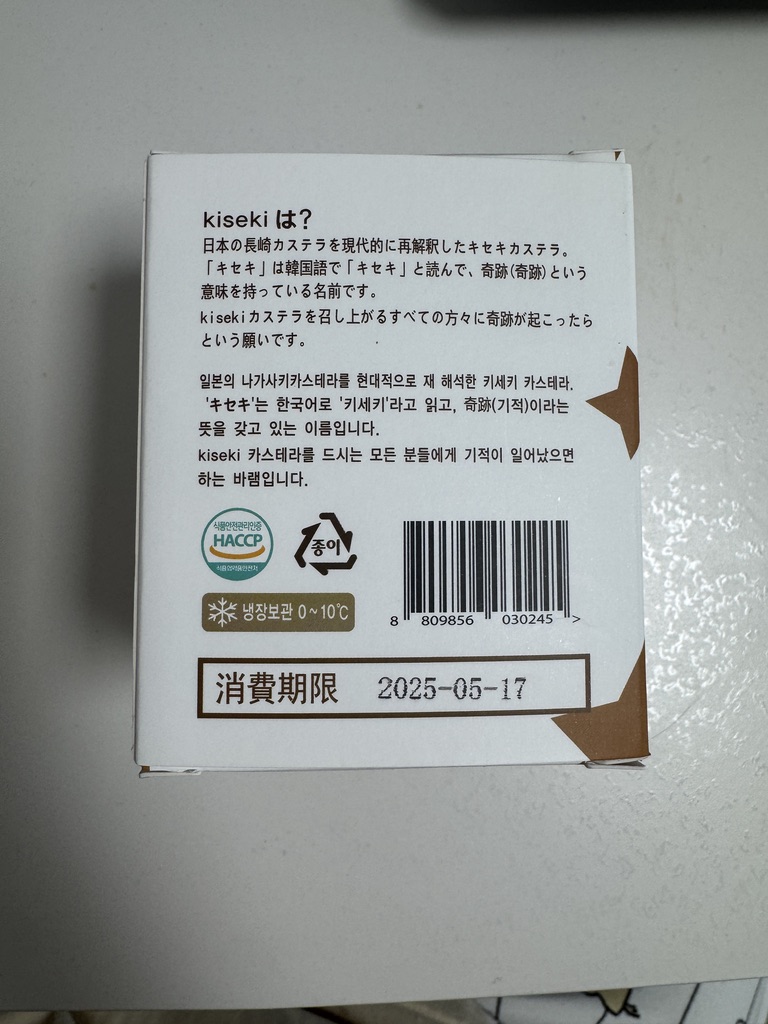 kiseki は?
日本の長崎カステラを現代的に再解釈したキセキカステラ。
「キセキ」は韓国語で「キセキ」と読んで、奇跡(奇跡)という
意味を持っている名前です。
kisekiカステラを召し上がるすべての方々に奇跡が起こったら
という願いです。
일본의 나가사키카스테라를 현대적으로 재 해석한 키세키 카스테라.
'キセキ'는 한국어로 '키세키'라고 읽고, 奇跡(기적)이라는
뜻을 갖고 있는 이름입니다.
kiseki 카스테라를 드시는 모든 분들에게 기적이 일어났으면
하는 바램입니다.
식품안전관리인증
HACCP
종이
냉장보관 0~10℃
8 809856 030245 >
消費期限 2025-05-17